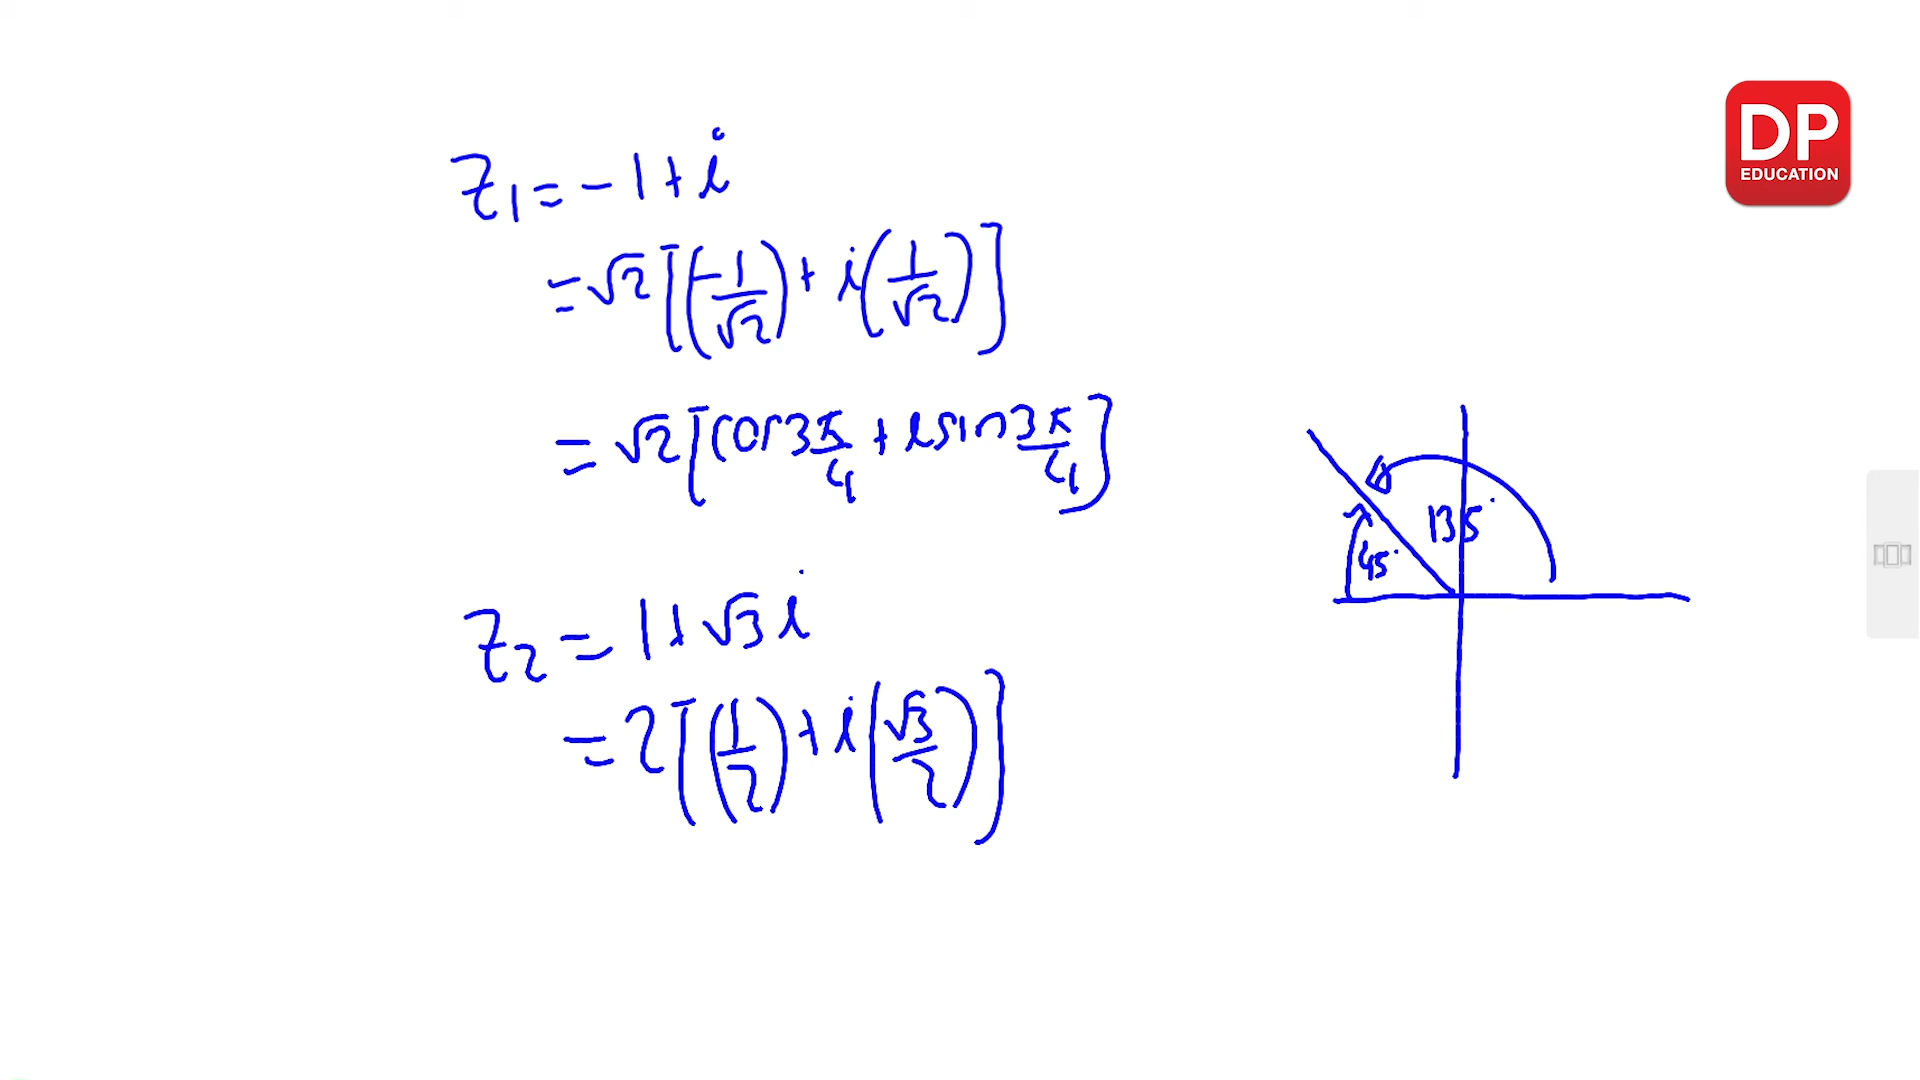 DP
EDUCATION
z₁ = -1+i
= √2[(-1/√2) + i(1/√2)]
= √2[cos 3π/4 + i sin 3π/4]
135°
45°
z₂ = 1+√3i
= 2[(1/2) + i(√3/2)]